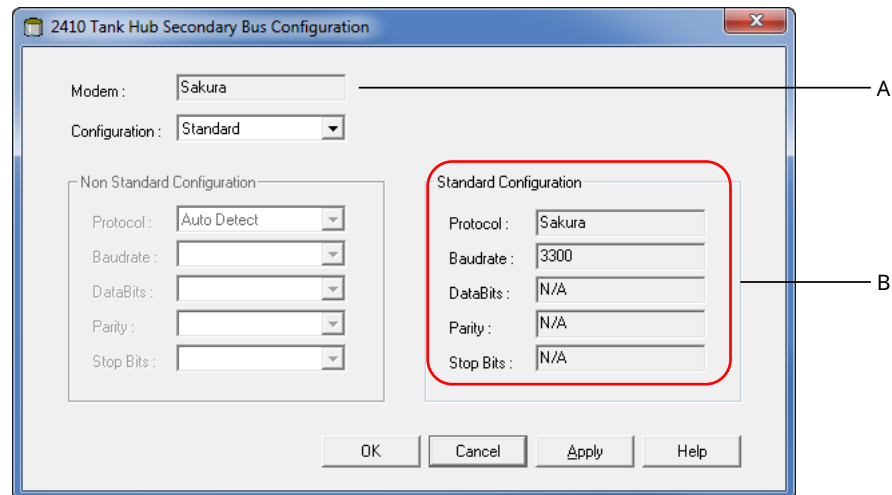 2410 Tank Hub Secondary Bus Configuration
x
Modem : Sakura
A
Configuration : Standard
Non Standard Configuration
Protocol : Auto Detect
Baudrate :
DataBits :
Parity :
Stop Bits :
Standard Configuration
Protocol : Sakura
Baudrate : 3300
DataBits : N/A
Parity : N/A
Stop Bits : N/A
B
OK Cancel Apply Help